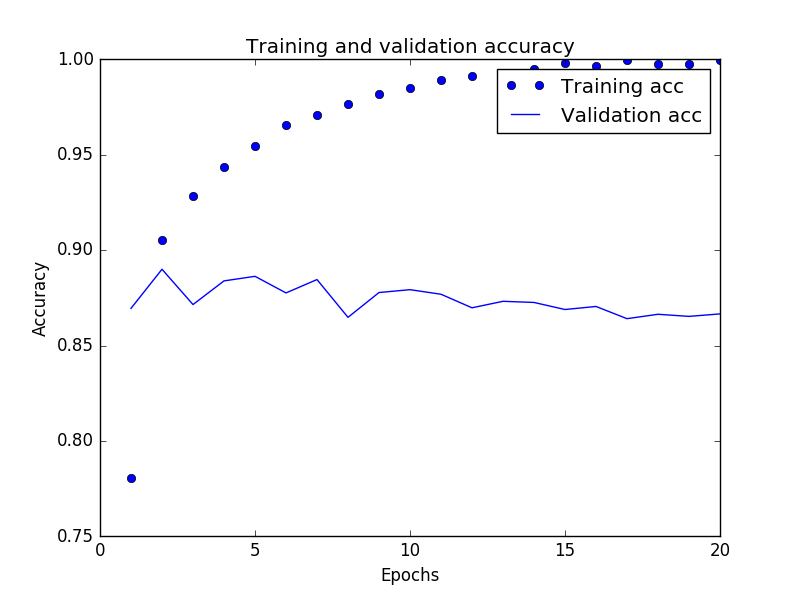 Training and validation accuracy
1.00
0.95
0.90
0.85
0.80
0.75
Accuracy
Training acc
Validation acc
0
5
10
15
20
Epochs